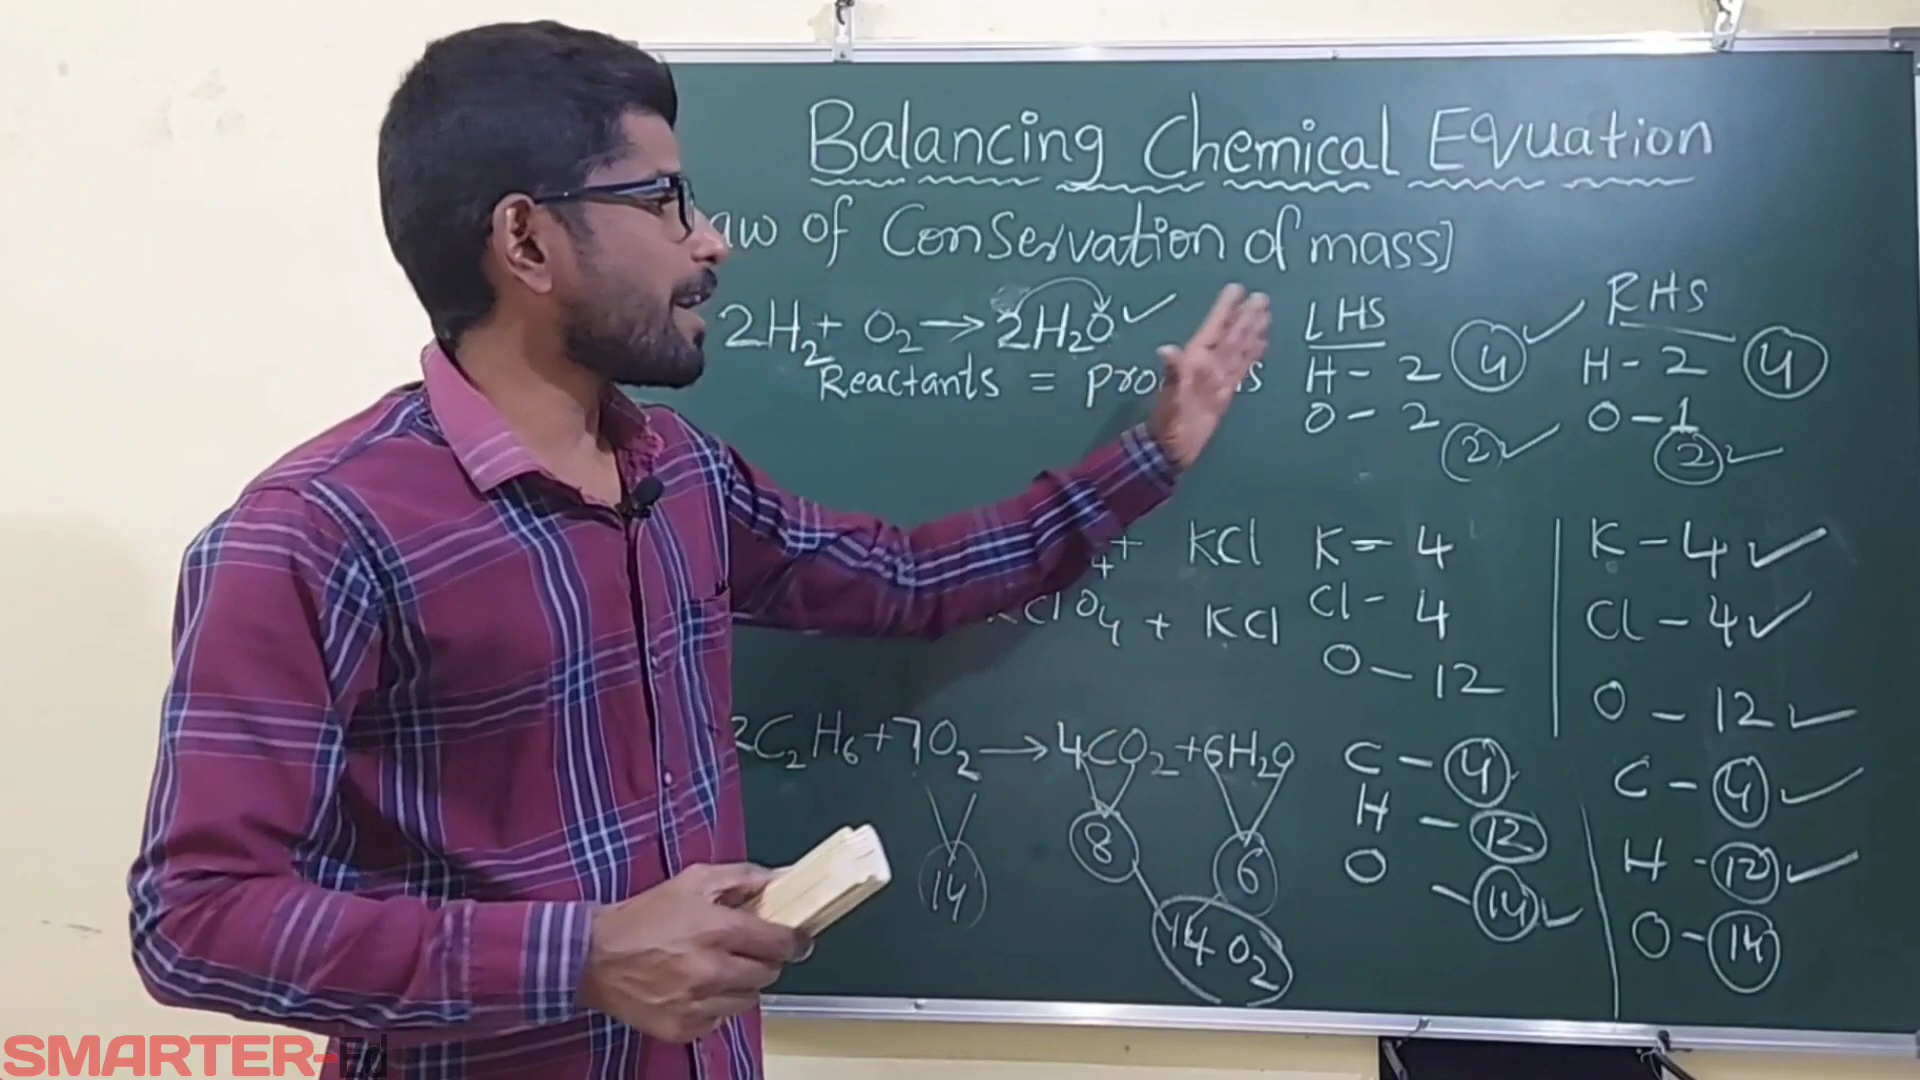 Balancing Chemical Equation
aw of Conservation of mass]
2H₂ + O₂ → 2H₂O ✓
Reactants =
LHS
H - 2 4 ✓
O - 2
2 ✓
RHS
H - 2 4
O - 1
2 ✓
+ KCl
ClO₄ + KCl
K - 4
Cl - 4
O - 12
K - 4 ✓
Cl - 4 ✓
O - 12 ✓
2C₂H₆ + 7O₂ → 4CO₂ + 6H₂O
14 8 6
14 O₂
C - 4
H - 12
O - 14 ✓
C - 4 ✓
H - 12 ✓
O - 14
SMARTER-Ed